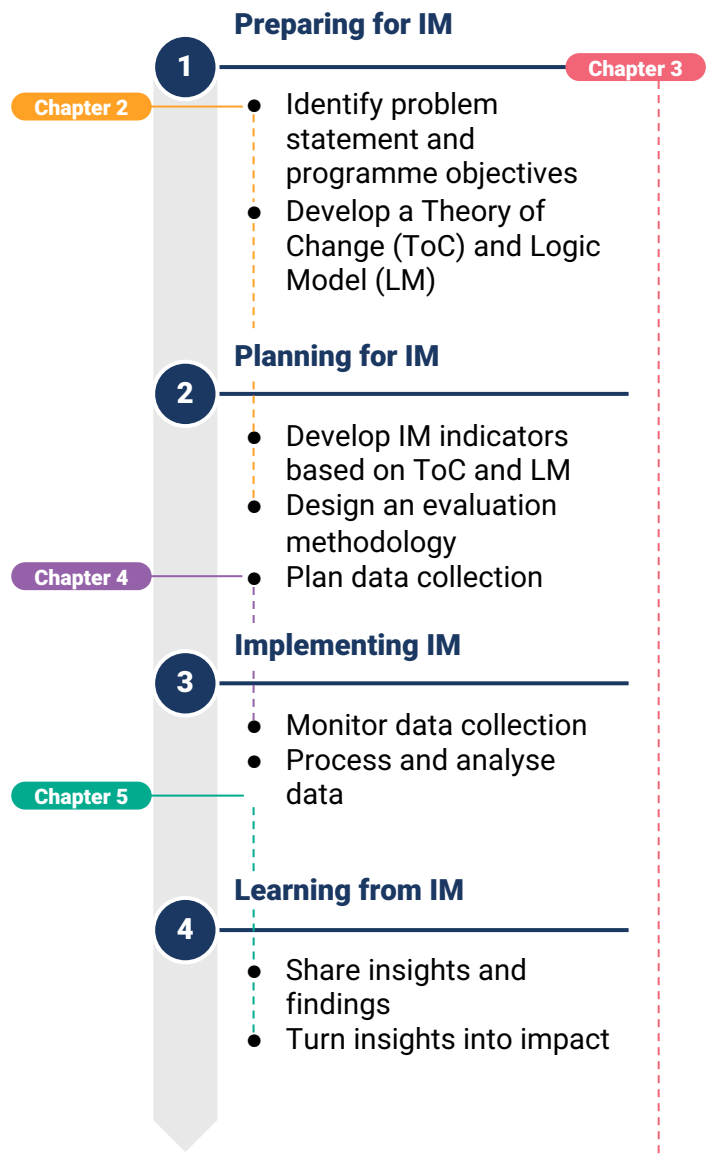 Preparing for IM
1
Chapter 3
Chapter 2
● Identify problem
statement and
programme objectives
● Develop a Theory of
Change (ToC) and Logic
Model (LM)
Planning for IM
2
● Develop IM indicators
based on ToC and LM
● Design an evaluation
methodology
Chapter 4
● Plan data collection
Implementing IM
3
● Monitor data collection
● Process and analyse
data
Chapter 5
Learning from IM
4
● Share insights and
findings
● Turn insights into impact